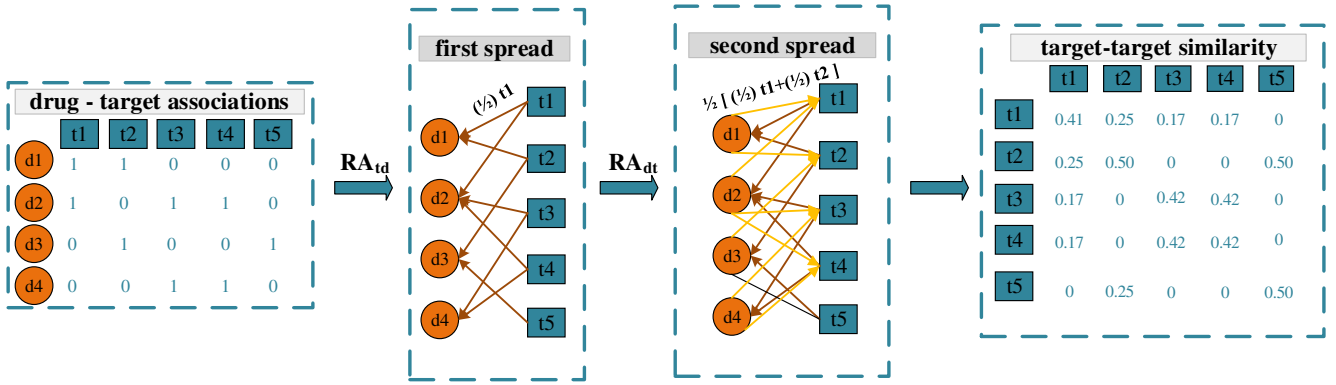 drug - target associations
t1 t2 t3 t4 t5
d1 1 1 0 0 0
d2 1 0 1 1 0
d3 0 1 0 0 1
d4 0 0 1 1 0
RAtd
first spread
(½) t1
t1
d1
t2
d2
t3
d3
t4
d4
t5
RAdt
second spread
½ [ (½) t1+(½) t2 ]
t1
d1
t2
d2
t3
d3
t4
d4
t5
target-target similarity
t1 t2 t3 t4 t5
t1 0.41 0.25 0.17 0.17 0
t2 0.25 0.50 0 0 0.50
t3 0.17 0 0.42 0.42 0
t4 0.17 0 0.42 0.42 0
t5 0 0.25 0 0 0.50